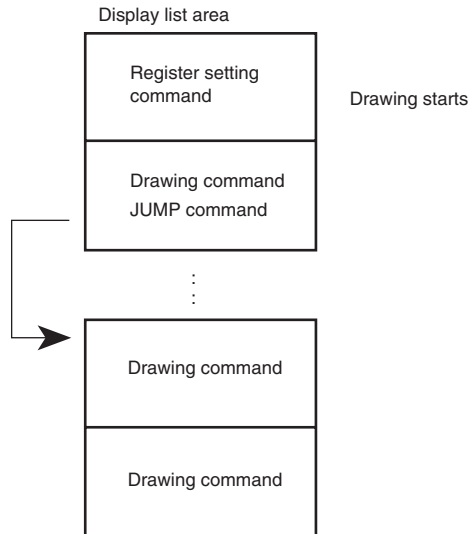 Display list area
Register setting
command
Drawing starts
Drawing command
JUMP command
Drawing command
Drawing command